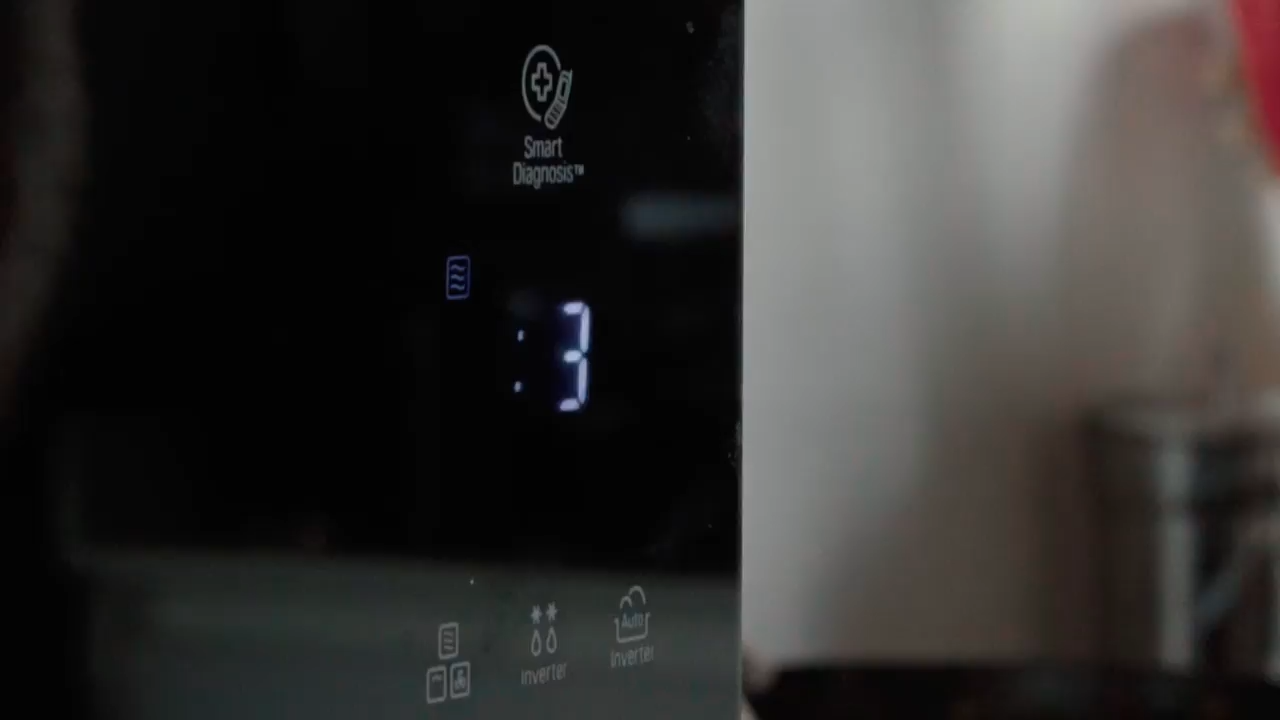 Smart
Diagnosis™
: 3
Auto
Inverter
Inverter